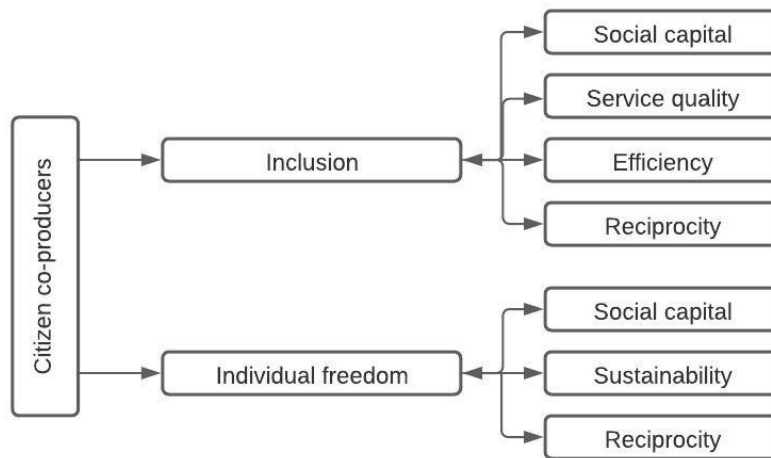 Citizen co-producers
Inclusion
Social capital
Service quality
Efficiency
Reciprocity
Individual freedom
Social capital
Sustainability
Reciprocity